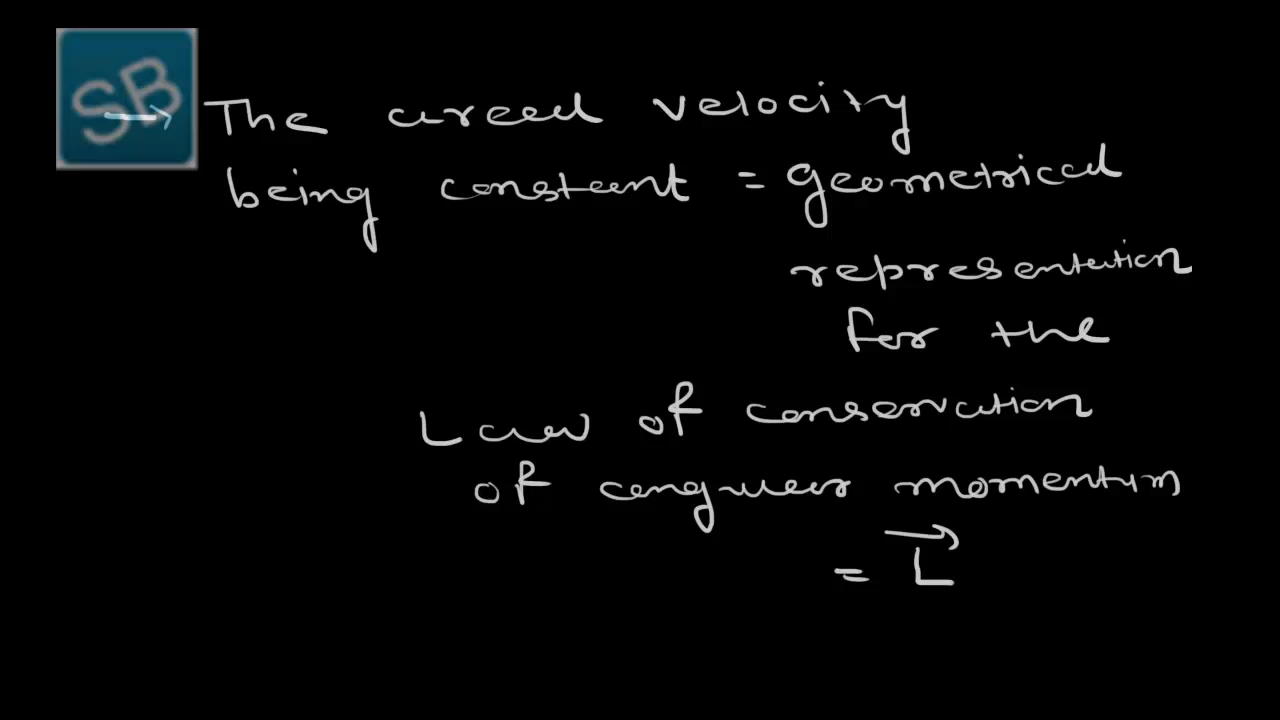 SB
→ The areal velocity
being constant = geometrical
representation
for the
Law of conservation
of angular momentum
= L⃗